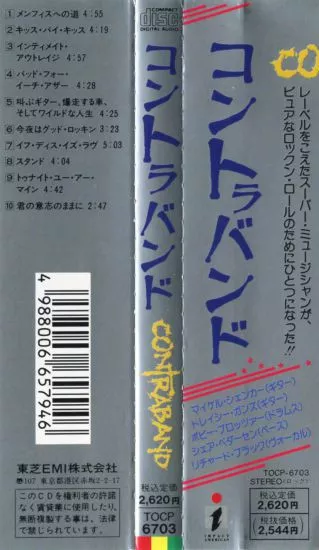 ① メンフィスへの道 4:55
② キッス・バイ・キッス 4:19
③ インティメイト・
アウトレイジ 4:57
④ バッド・フォー・
イーチ・アザー 4:28
⑤ 叫ぶギター、爆走する車、
そしてワイルドな人生 4:25
⑥ 今夜はグッド・ロッキン 3:23
⑦ イフ・ディス・イズ・ラヴ 5:03
⑧ スタンド 4:04
⑨ トゥナイト・ユー・アー・
マイン 4:42
⑩ 君の意志のままに 2:47
4 988006 657946
東芝EMI株式会社
〒107 東京都港区赤坂2-2-17
このCDを権利者の許諾
なく賃貸業に使用したり、
無断複製する事は、法律
で禁じられています。
COMPACT
disc
DIGITAL AUDIO
コントラバンド
CONTRABAND
税込定価
2,620円
TOCP
6703
CO
レーベルをこえたスーパー・ミュージシャンが、
ピュアなロックン・ロールのためにひとつになった!!
コントラバンド
マイケル・シェンカー(ギター)
トレイシー・ガンズ(ギター)
ボビー・ブロッツァー(ドラムス)
シェア・ペダーセン(ベース)
リチャード・ブラック(ヴォーカル)
i
IMPACT
AMERICAN
TOCP-6703
STEREO(ロック)
税込定価
2,620円
(税抜き価格)
2,544円